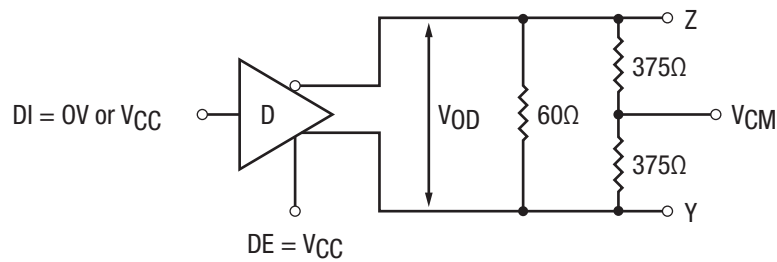 Z
375Ω
DI = 0V or VCC
D
VOD
60Ω
VCM
375Ω
Y
DE = VCC